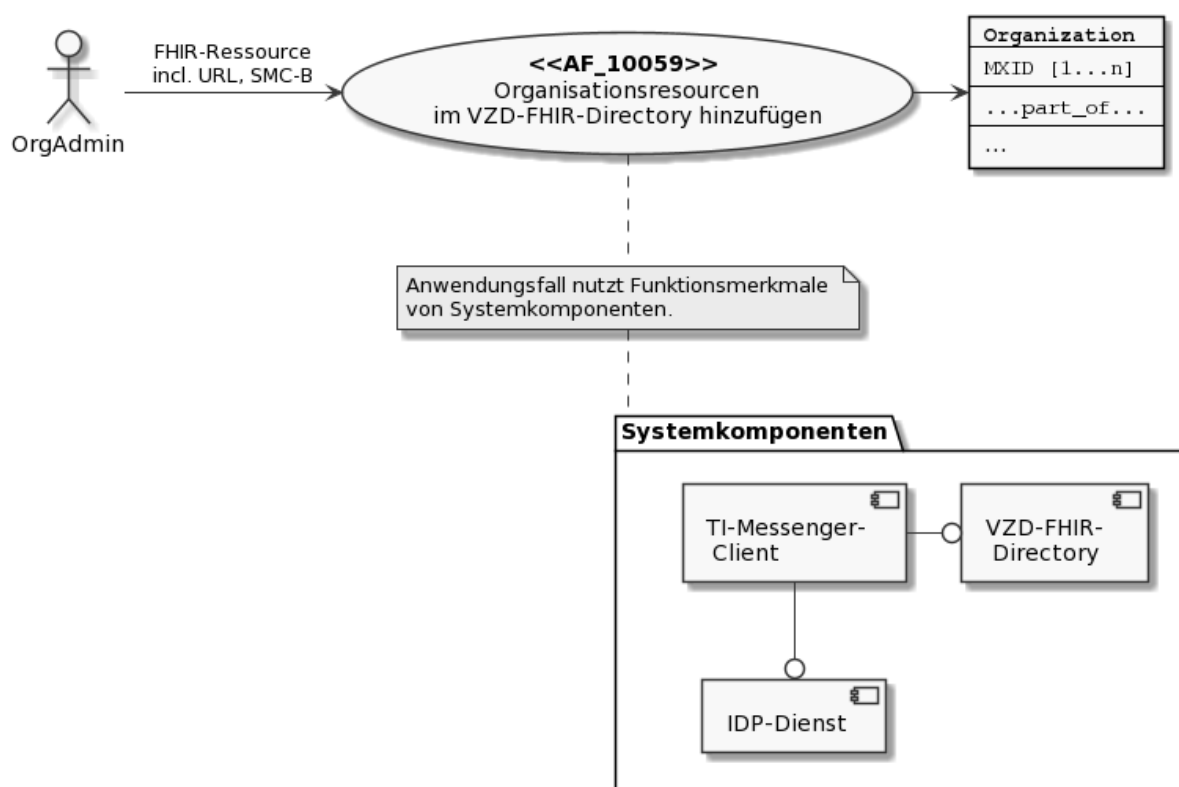 FHIR-Ressource
incl. URL, SMC-B
OrgAdmin
<<AF_10059>>
Organisationsresourcen
im VZD-FHIR-Directory hinzufügen
Organization
MXID [1...n]
...part_of...
...
Anwendungsfall nutzt Funktionsmerkmale
von Systemkomponenten.
Systemkomponenten
TI-Messenger-
Client
VZD-FHIR-
Directory
IDP-Dienst